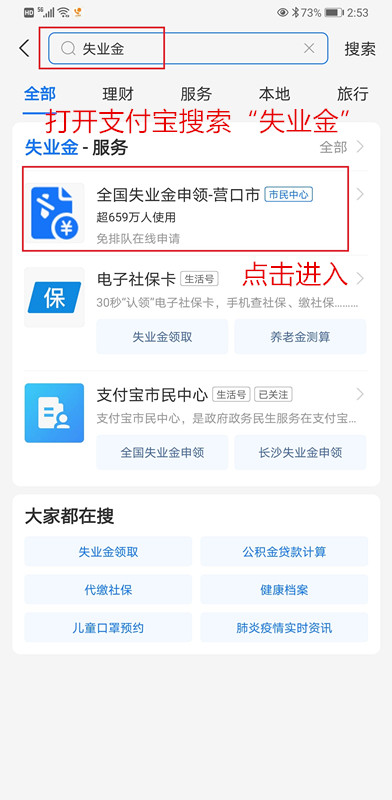 HD 5G 73% 2:53
失业金 搜索
全部 理财 服务 本地 旅行
打开支付宝搜索“失业金”
失业金 - 服务 全部
全国失业金申领-营口市 市民中心
超659万人使用
免排队在线申请
点击进入
电子社保卡 生活号
保
30秒“认领”电子社保卡，手机查社保、缴社保………
失业金领取 养老金测算
支付宝市民中心 生活号 已关注
支付宝市民中心，是政府政务民生服务在支付宝…
全国失业金申领 长沙失业金申领
大家都在搜
失业金领取 公积金贷款计算
代缴社保 健康档案
儿童口罩预约 肺炎疫情实时资讯